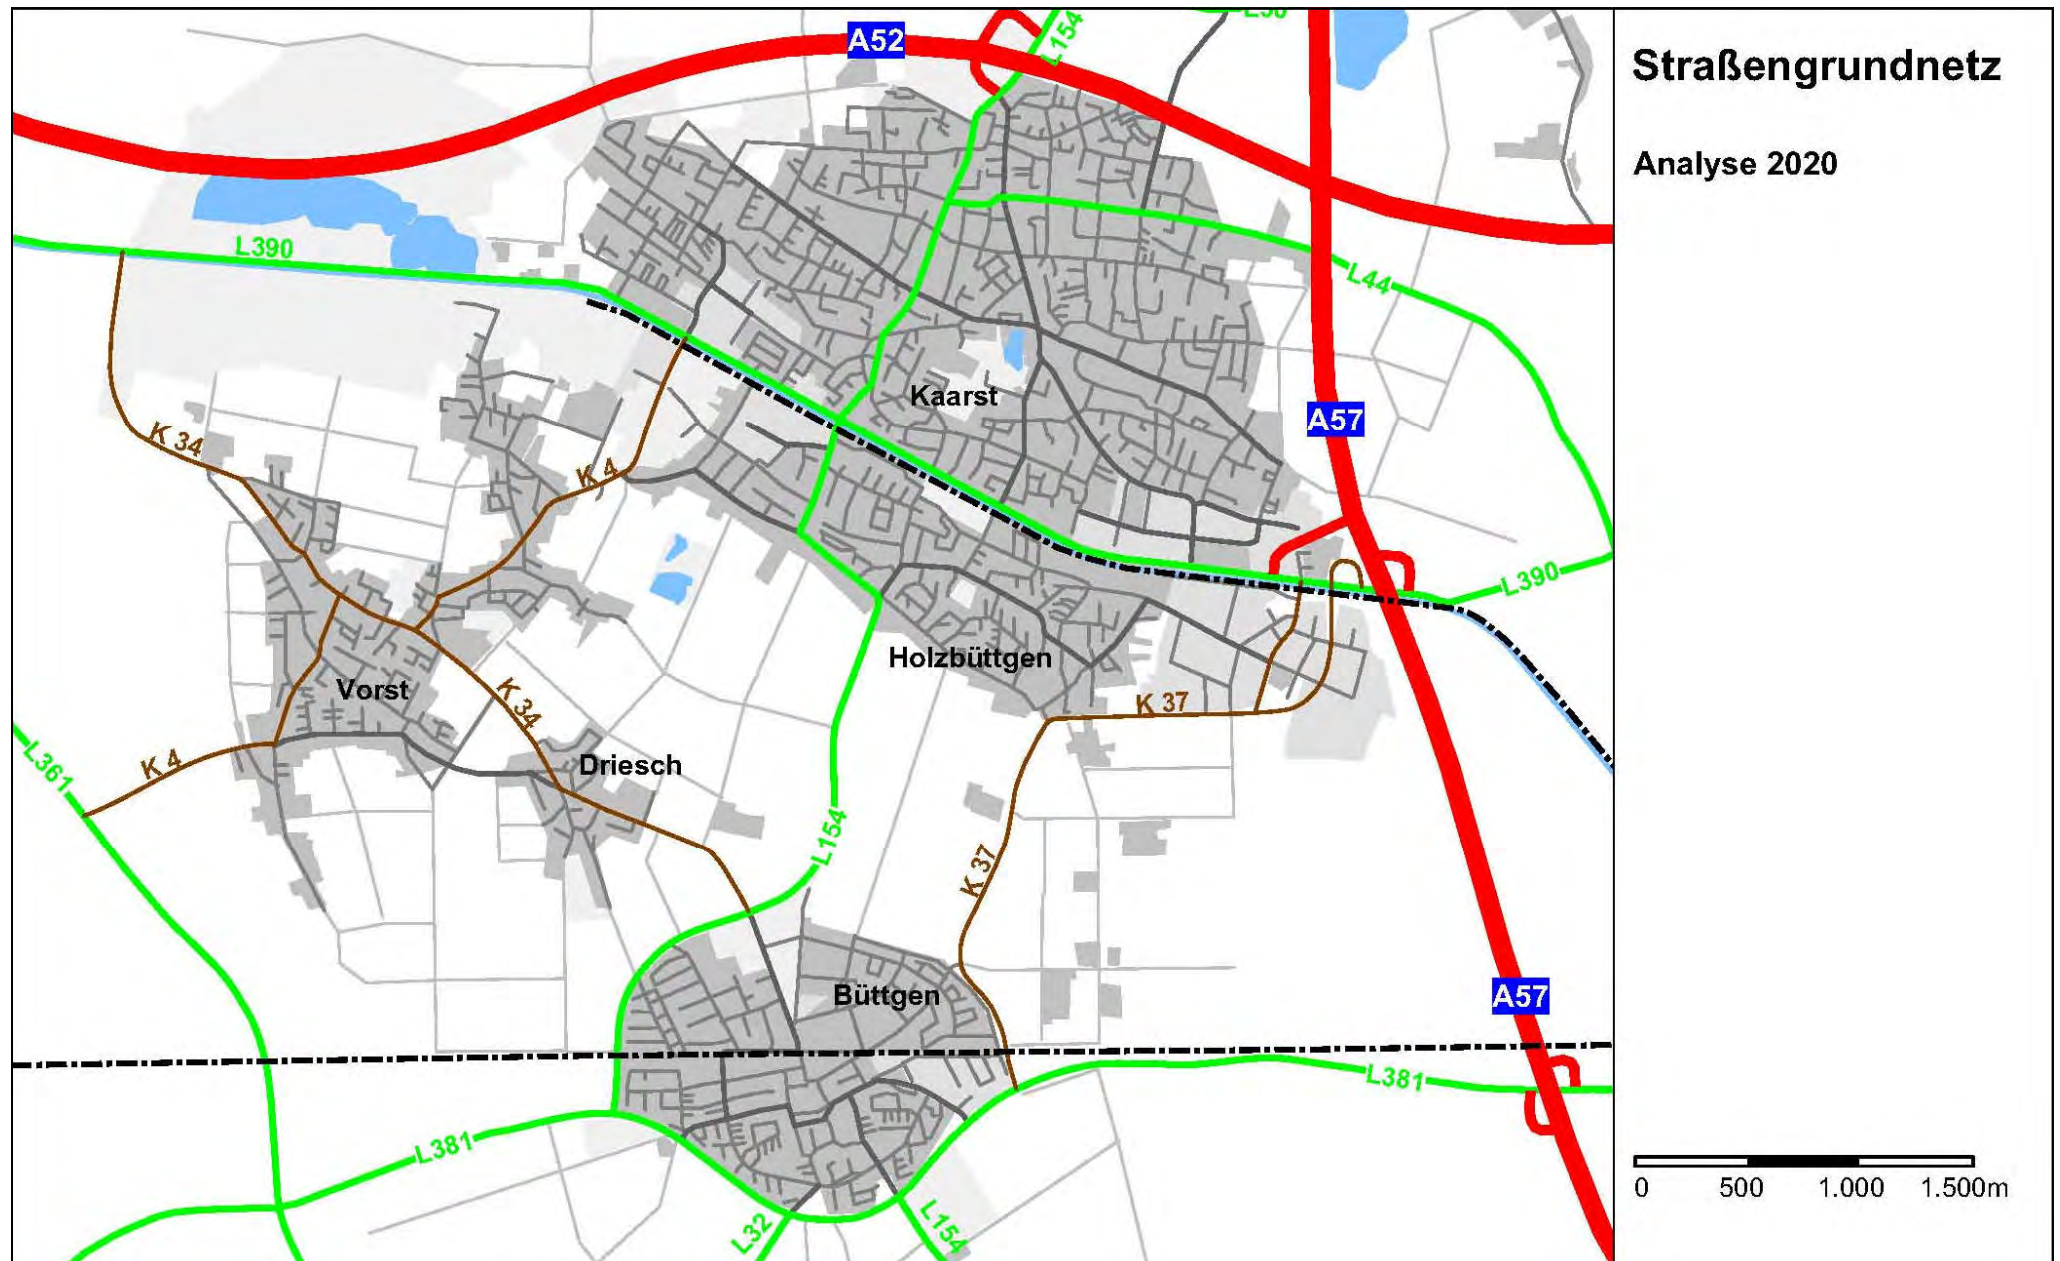 Straßengrundnetz
Analyse 2020
A52
L154
L390
L44
A57
Kaarst
K 34
K 4
L390
Holzbüttgen
K 37
Vorst
K 34
Driesch
L361
K 4
L154
K 37
Büttgen
A57
L381
L381
L32
L154
0 500 1.000 1.500m